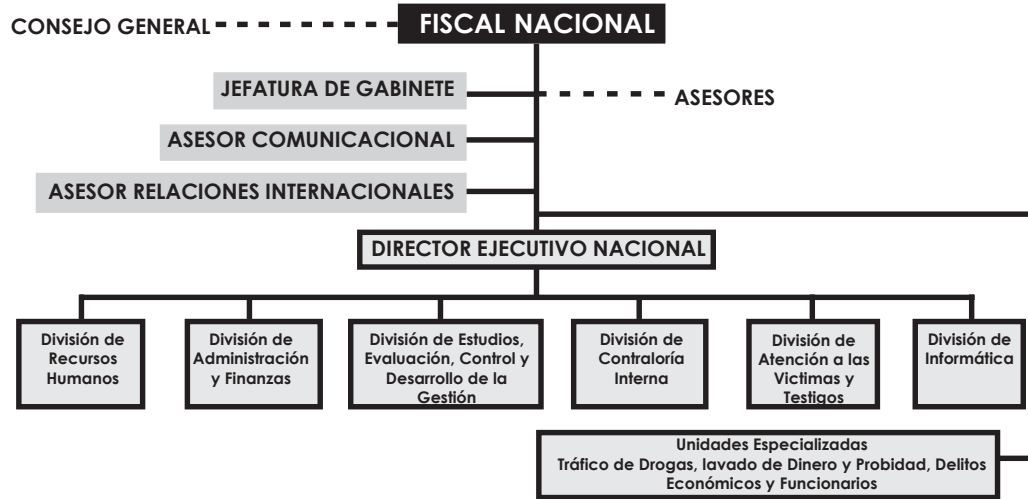 CONSEJO GENERAL
FISCAL NACIONAL
JEFATURA DE GABINETE
ASESORES
ASESOR COMUNICACIONAL
ASESOR RELACIONES INTERNACIONALES
DIRECTOR EJECUTIVO NACIONAL
División de
Recursos
Humanos
División de
Administración
y Finanzas
División de Estudios,
Evaluación, Control y
Desarrollo de la
Gestión
División de
Contraloría
Interna
División de
Atención a las
Victimas y
Testigos
División de
Informática
Unidades Especializadas
Tráfico de Drogas, lavado de Dinero y Probidad, Delitos
Económicos y Funcionarios